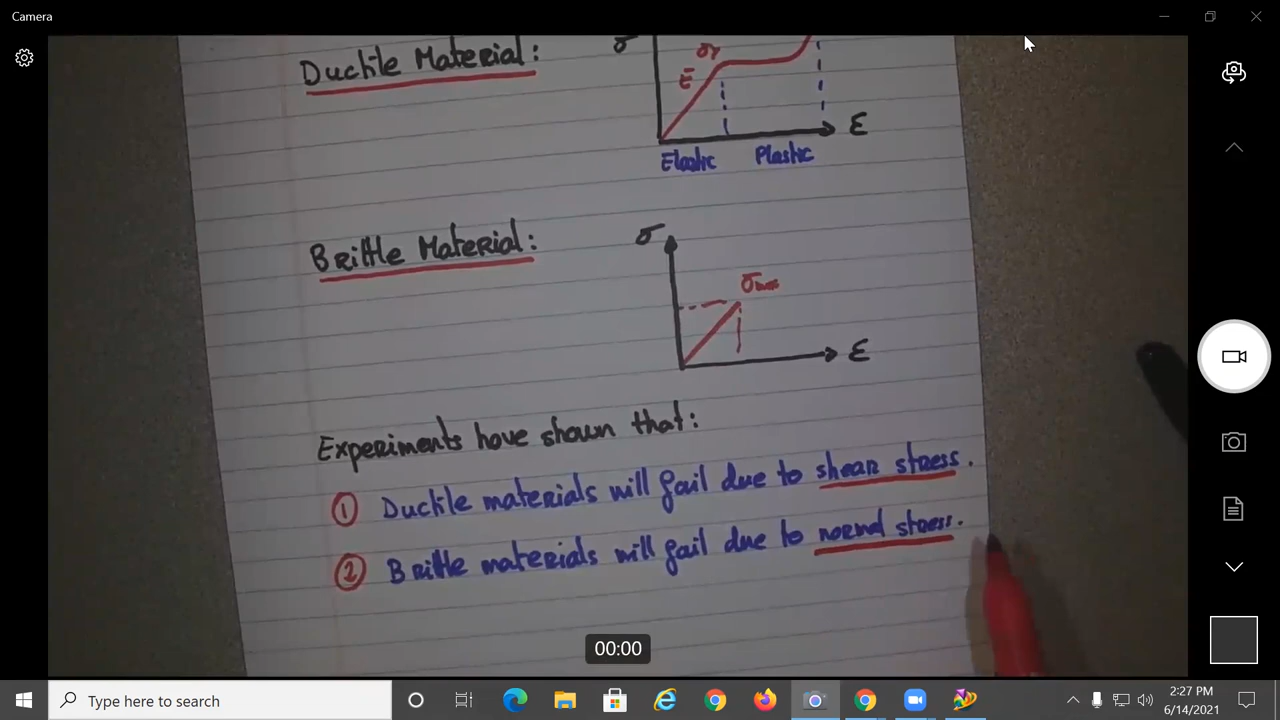 Camera
Ductile Material:
σ
σy
E
ε
Elastic Plastic
Brittle Material:
σ
σmax
ε
Experiments have shown that:
① Ductile materials will fail due to shear stress.
② Brittle materials will fail due to normal stress.
00:00
Type here to search
2:27 PM
6/14/2021